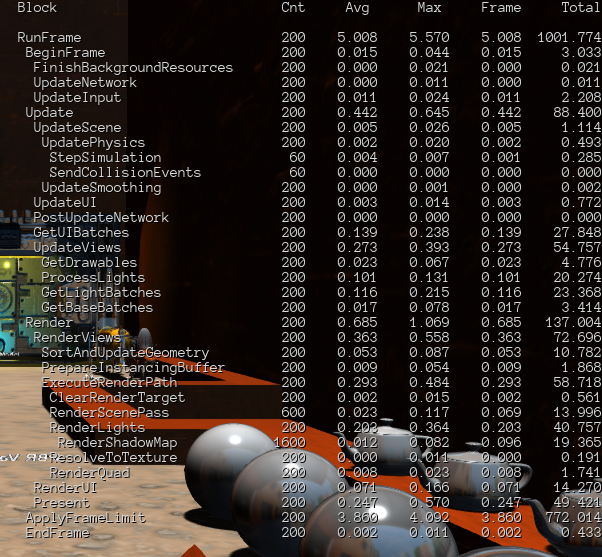 Block Cnt Avg Max Frame Total
RunFrame 200 5.008 5.570 5.008 1001.774
BeginFrame 200 0.015 0.044 0.015 3.033
FinishBackgroundResources 200 0.000 0.021 0.000 0.021
UpdateNetwork 200 0.000 0.011 0.000 0.011
UpdateInput 200 0.011 0.024 0.011 2.208
Update 200 0.442 0.645 0.442 88.400
UpdateScene 200 0.005 0.026 0.005 1.114
UpdatePhysics 200 0.002 0.020 0.002 0.493
StepSimulation 60 0.004 0.007 0.001 0.285
SendCollisionEvents 60 0.000 0.000 0.000 0.000
UpdateSmoothing 200 0.000 0.001 0.000 0.002
UpdateUI 200 0.003 0.014 0.003 0.772
PostUpdateNetwork 200 0.000 0.000 0.000 0.000
GetUIBatches 200 0.139 0.238 0.139 27.848
UpdateViews 200 0.273 0.393 0.273 54.757
GetDrawables 200 0.023 0.067 0.023 4.776
ProcessLights 200 0.101 0.131 0.101 20.274
GetLightBatches 200 0.116 0.215 0.116 23.368
GetBaseBatches 200 0.017 0.078 0.017 3.414
Render 200 0.685 1.069 0.685 137.004
RenderViews 200 0.363 0.558 0.363 72.696
SortAndUpdateGeometry 200 0.053 0.087 0.053 10.782
PrepareInstancingBuffer 200 0.009 0.054 0.009 1.868
ExecuteRenderPath 200 0.293 0.484 0.293 58.718
ClearRenderTarget 200 0.002 0.015 0.002 0.561
RenderScenePass 600 0.023 0.117 0.069 13.996
RenderLights 200 0.203 0.364 0.203 40.757
RenderShadowMap 1600 0.012 0.082 0.096 19.365
ResolveToTexture 200 0.000 0.011 0.000 0.191
RenderQuad 200 0.008 0.023 0.008 1.741
RenderUI 200 0.071 0.166 0.071 14.270
Present 200 0.247 0.570 0.247 49.421
ApplyFrameLimit 200 3.860 4.092 3.860 772.014
EndFrame 200 0.002 0.011 0.002 0.433